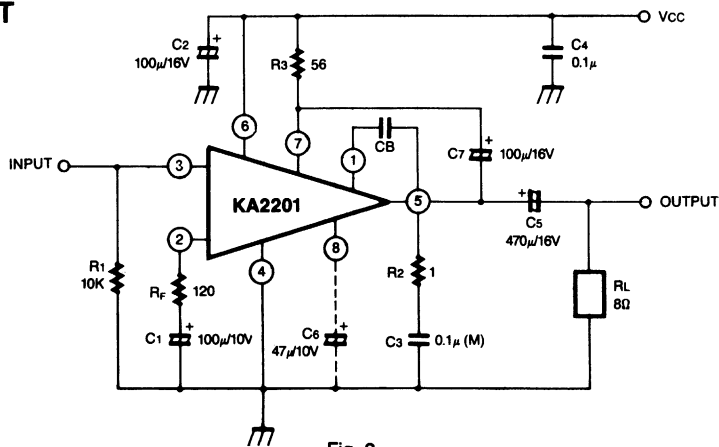 T
VCC
C2
+
100μ/16V
R3
56
C4
0.1μ
6
7
1
CB
C7
+
100μ/16V
INPUT
3
KA2201
5
+
C5
470μ/16V
OUTPUT
2
4
8
R1
10K
RF
120
R2
1
RL
8Ω
C1
+
100μ/10V
C6
+
47μ/10V
C3
0.1μ (M)